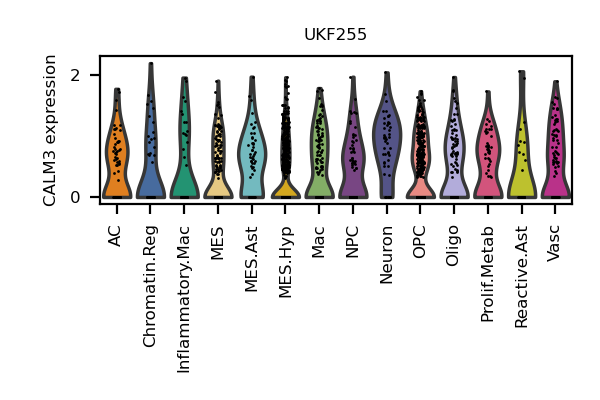 UKF255
CALM3 expression
2
0
AC
Chromatin.Reg
Inflammatory.Mac
MES
MES.Ast
MES.Hyp
Mac
NPC
Neuron
OPC
Oligo
Prolif.Metab
Reactive.Ast
Vasc